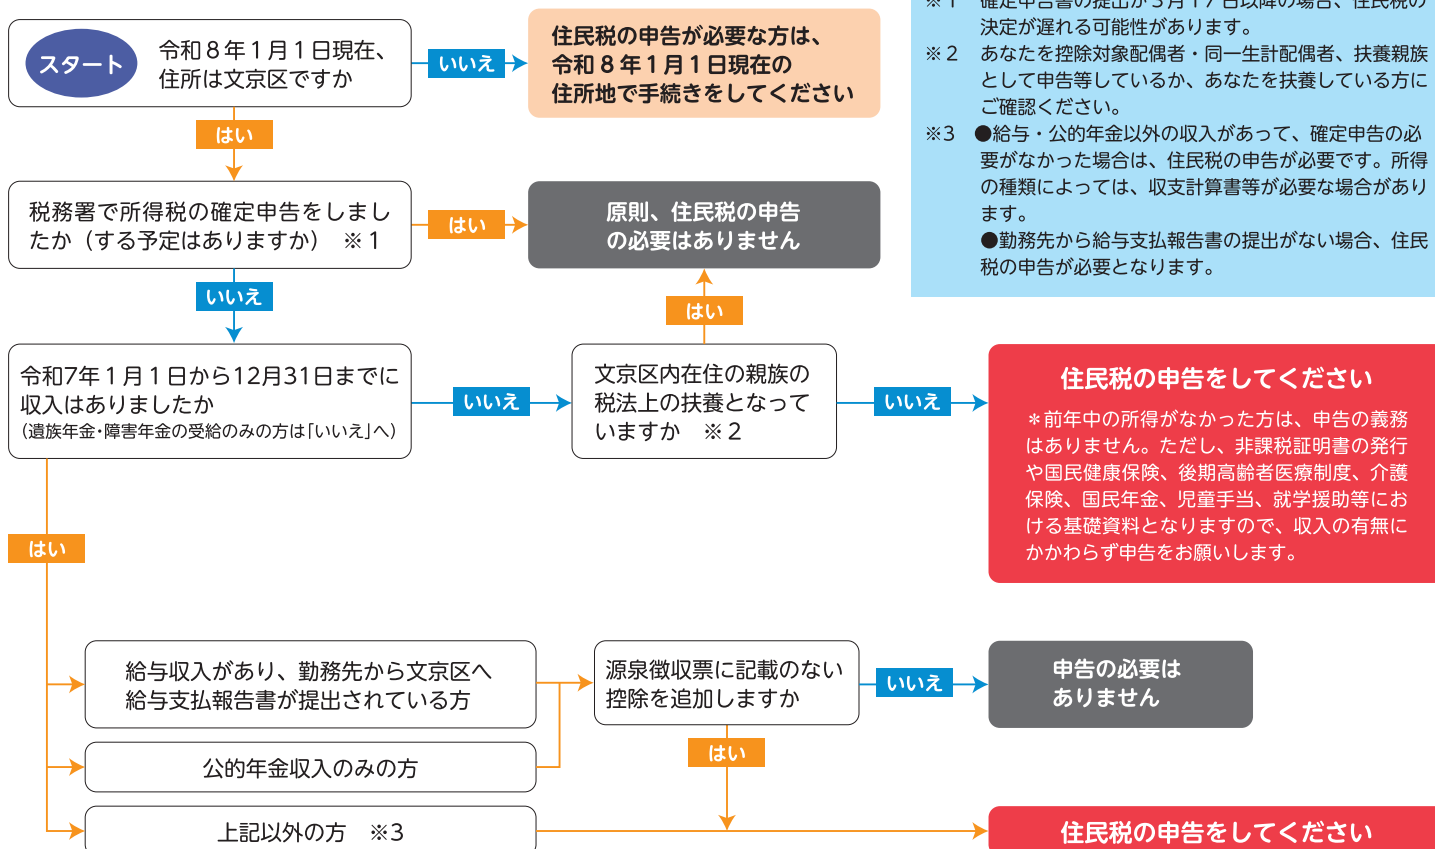 スタート
令和8年1月1日現在、
住所は文京区ですか
いいえ
住民税の申告が必要な方は、
令和8年1月1日現在の
住所地で手続きをしてください
はい
税務署で所得税の確定申告をしまし
たか（する予定はありますか） ※1
はい
原則、住民税の申告
の必要はありません
いいえ
はい
令和7年1月1日から12月31日までに
収入はありましたか
（遺族年金・障害年金の受給のみの方は「いいえ」へ）
いいえ
文京区内在住の親族の
税法上の扶養となって
いますか ※2
いいえ
住民税の申告をしてください
＊前年中の所得がなかった方は、申告の義務
はありません。ただし、非課税証明書の発行
や国民健康保険、後期高齢者医療制度、介護
保険、国民年金、児童手当、就学援助等にお
ける基礎資料となりますので、収入の有無に
かかわらず申告をお願いします。
はい
給与収入があり、勤務先から文京区へ
給与支払報告書が提出されている方
公的年金収入のみの方
上記以外の方 ※3
源泉徴収票に記載のない
控除を追加しますか
いいえ
申告の必要は
ありません
はい
住民税の申告をしてください
※1 確定申告書の提出が3月17日以降の場合、住民税の
決定が遅れる可能性があります。
※2 あなたを控除対象配偶者・同一生計配偶者、扶養親族
として申告等しているか、あなたを扶養している方に
ご確認ください。
※3 ●給与・公的年金以外の収入があって、確定申告の必
要がなかった場合は、住民税の申告が必要です。所得
の種類によっては、収支計算書等が必要な場合があり
ます。
●勤務先から給与支払報告書の提出がない場合、住民
税の申告が必要となります。